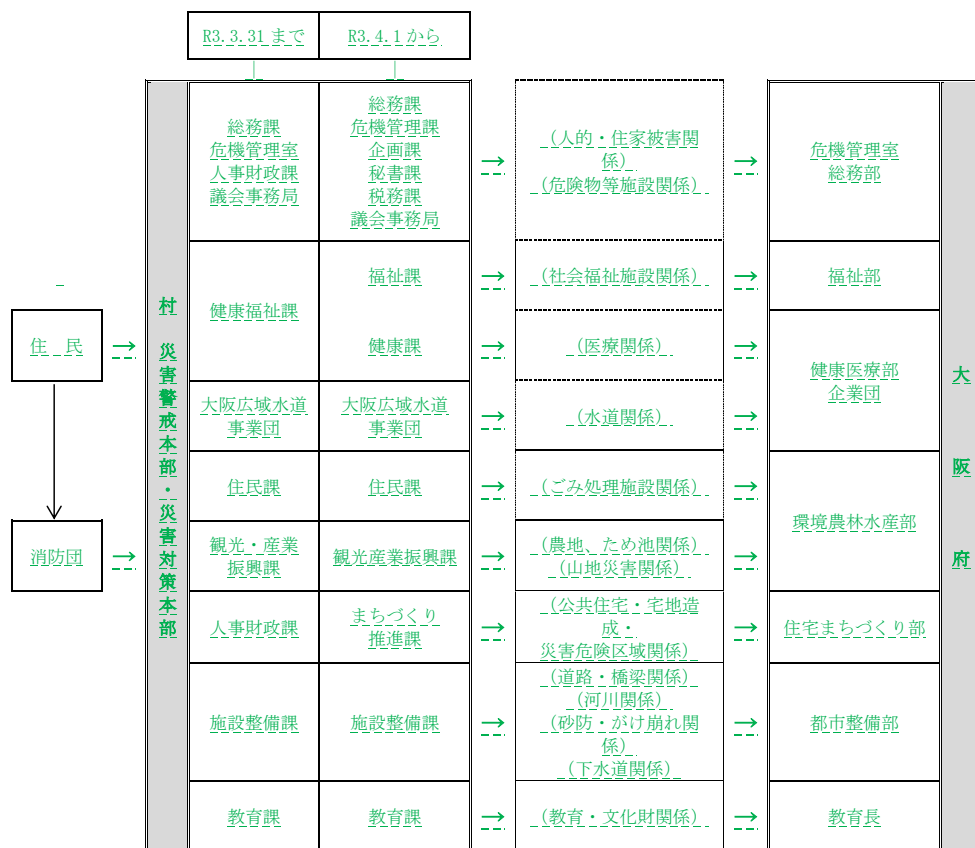 R3.3.31まで
R3.4.1から
住　民
消防団
村　災害警戒本部・災害対策本部
総務課
危機管理室
人事財政課
議会事務局
総務課
危機管理課
企画課
秘書課
税務課
議会事務局
→
(人的・住家被害関
係)
(危険物等施設関係)
→
危機管理室
総務部
健康福祉課
福祉課
→
(社会福祉施設関係)
→
福祉部
→
健康課
→
(医療関係)
→
健康医療部
企業団
大阪広域水道
事業団
大阪広域水道
事業団
→
(水道関係)
→
住民課
住民課
→
(ごみ処理施設関係)
→
環境農林水産部
→
観光・産業
振興課
観光産業振興課
→
(農地、ため池関係)
(山地災害関係)
→
人事財政課
まちづくり
推進課
→
(公共住宅・宅地造
成・
災害危険区域関係)
→
住宅まちづくり部
施設整備課
施設整備課
→
(道路・橋梁関係)
(河川関係)
(砂防・がけ崩れ関
係)
(下水道関係)
→
都市整備部
教育課
教育課
→
(教育・文化財関係)
→
教育長
大阪府